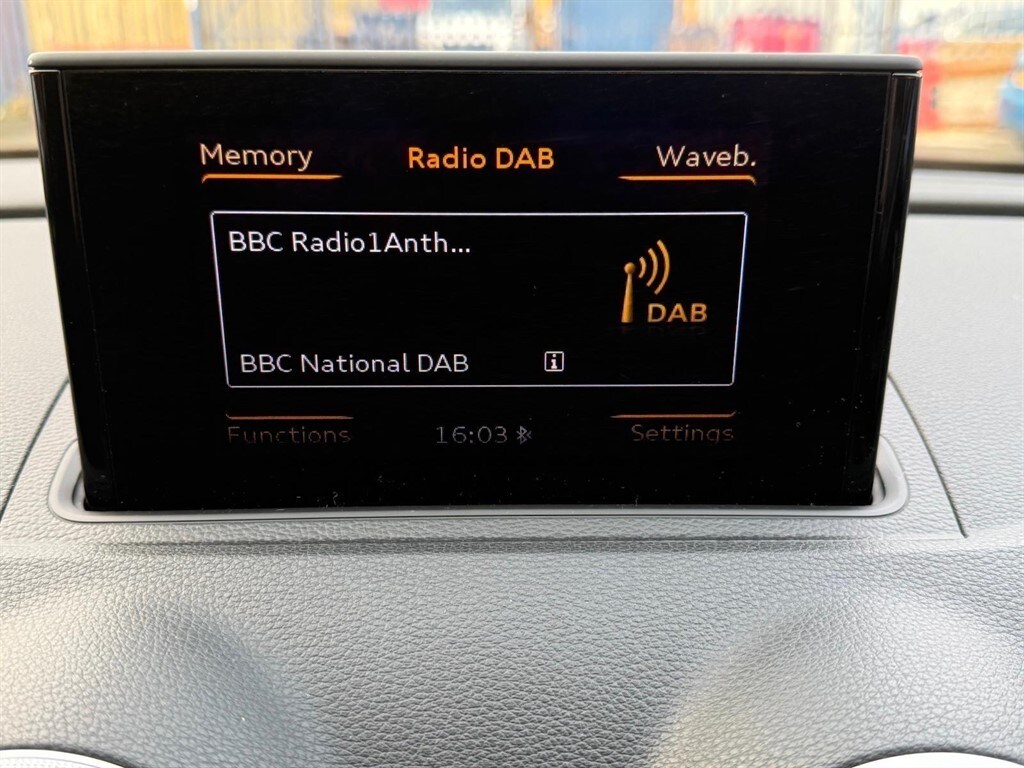 Memory Radio DAB Waveb.
BBC Radio1Anth...
DAB
BBC National DAB i
Functions 16:03 Settings